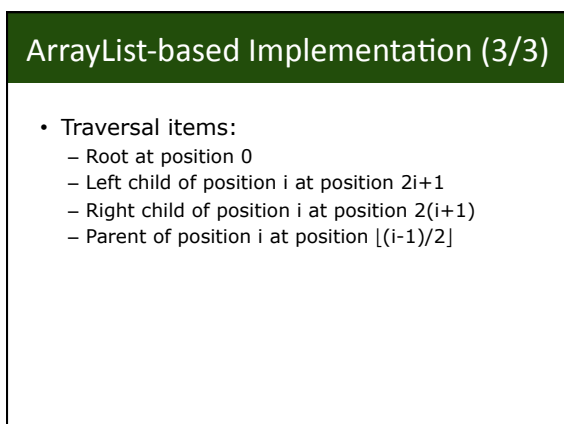 ArrayList-based Implementation (3/3)
• Traversal items:
– Root at position 0
– Left child of position i at position 2i+1
– Right child of position i at position 2(i+1)
– Parent of position i at position ⌊(i-1)/2⌋